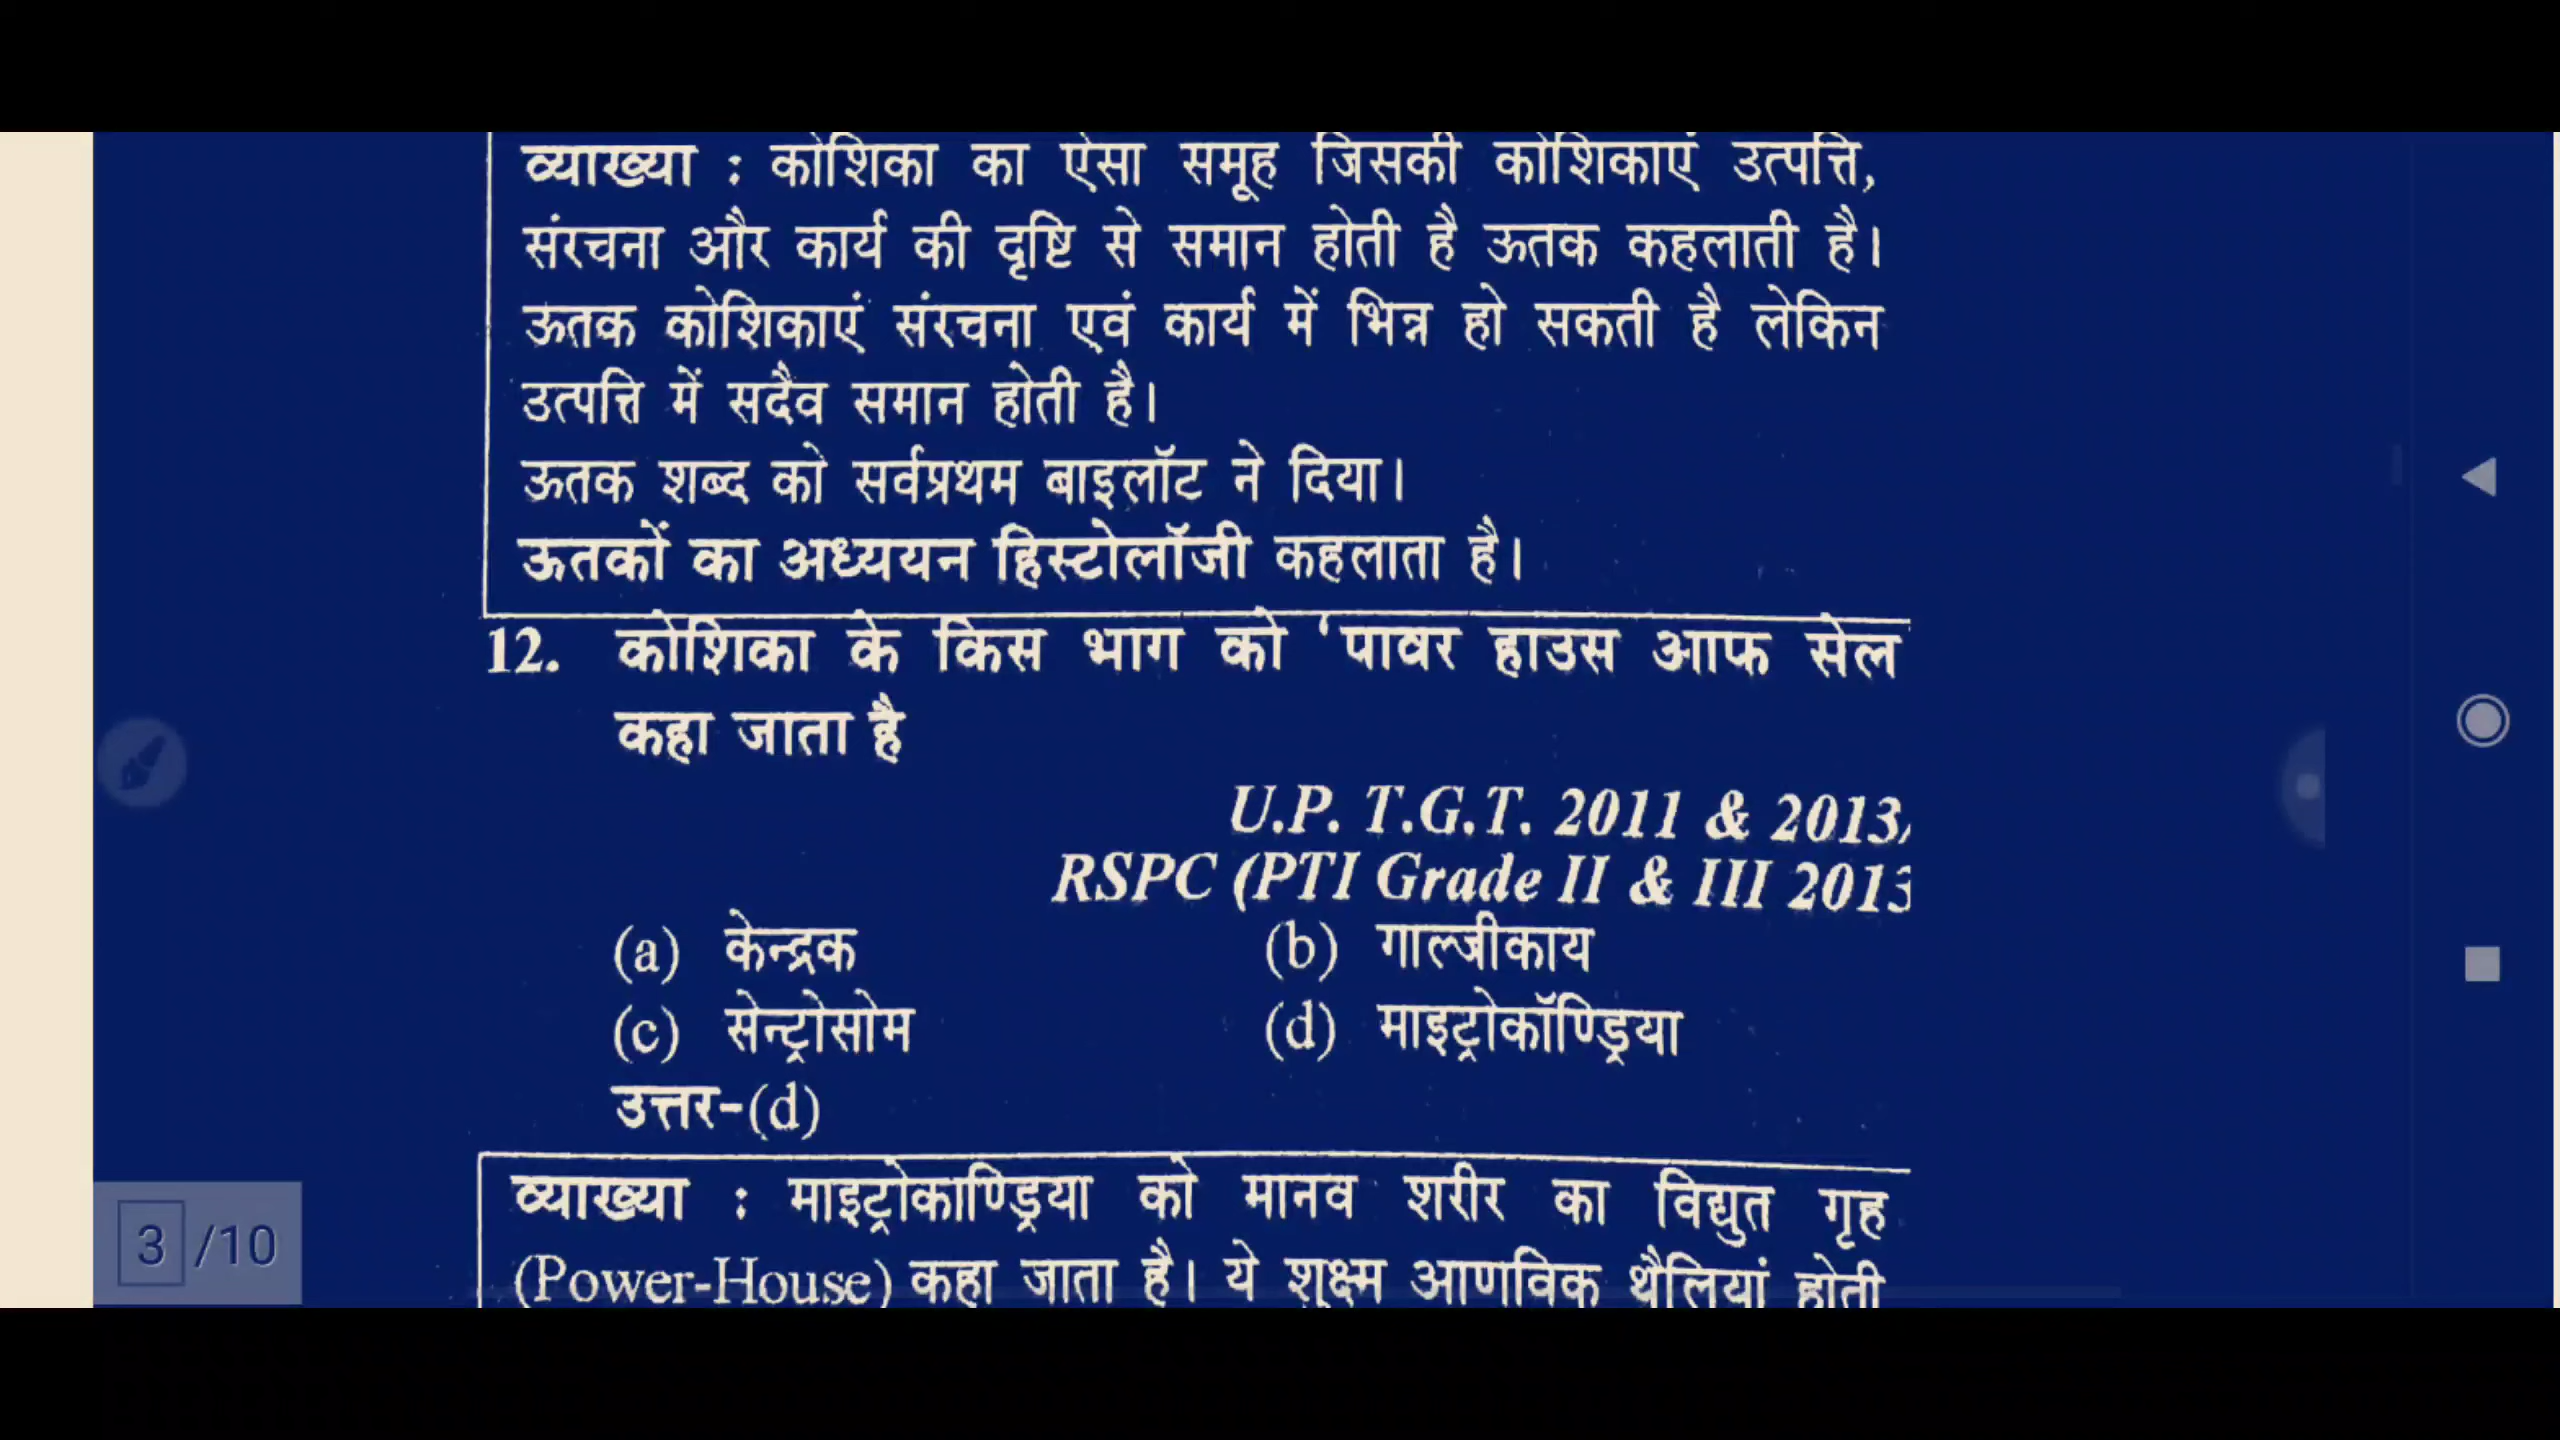 व्याख्या : कोशिका का ऐसा समूह जिसकी कोशिकाएं उत्पत्ति,
संरचना और कार्य की दृष्टि से समान होती है ऊतक कहलाती है।
ऊतक कोशिकाएं संरचना एवं कार्य में भिन्न हो सकती है लेकिन
उत्पत्ति में सदैव समान होती है।
ऊतक शब्द को सर्वप्रथम बाइलॉट ने दिया।
ऊतकों का अध्ययन हिस्टोलॉजी कहलाता है।
12. कोशिका के किस भाग को 'पावर हाउस आफ सेल
कहा जाता है
U.P. T.G.T. 2011 & 2013/
RSPC (PTI Grade II & III 2013
(a) केन्द्रक (b) गाल्जीकाय
(c) सेन्ट्रोसोम (d) माइट्रोकॉण्ड्रिया
उत्तर-(d)
व्याख्या : माइट्रोकाण्ड्रिया को मानव शरीर का विद्युत गृह
(Power-House) कहा जाता है। ये शूक्ष्म आणविक थैलियां होती
3 /10